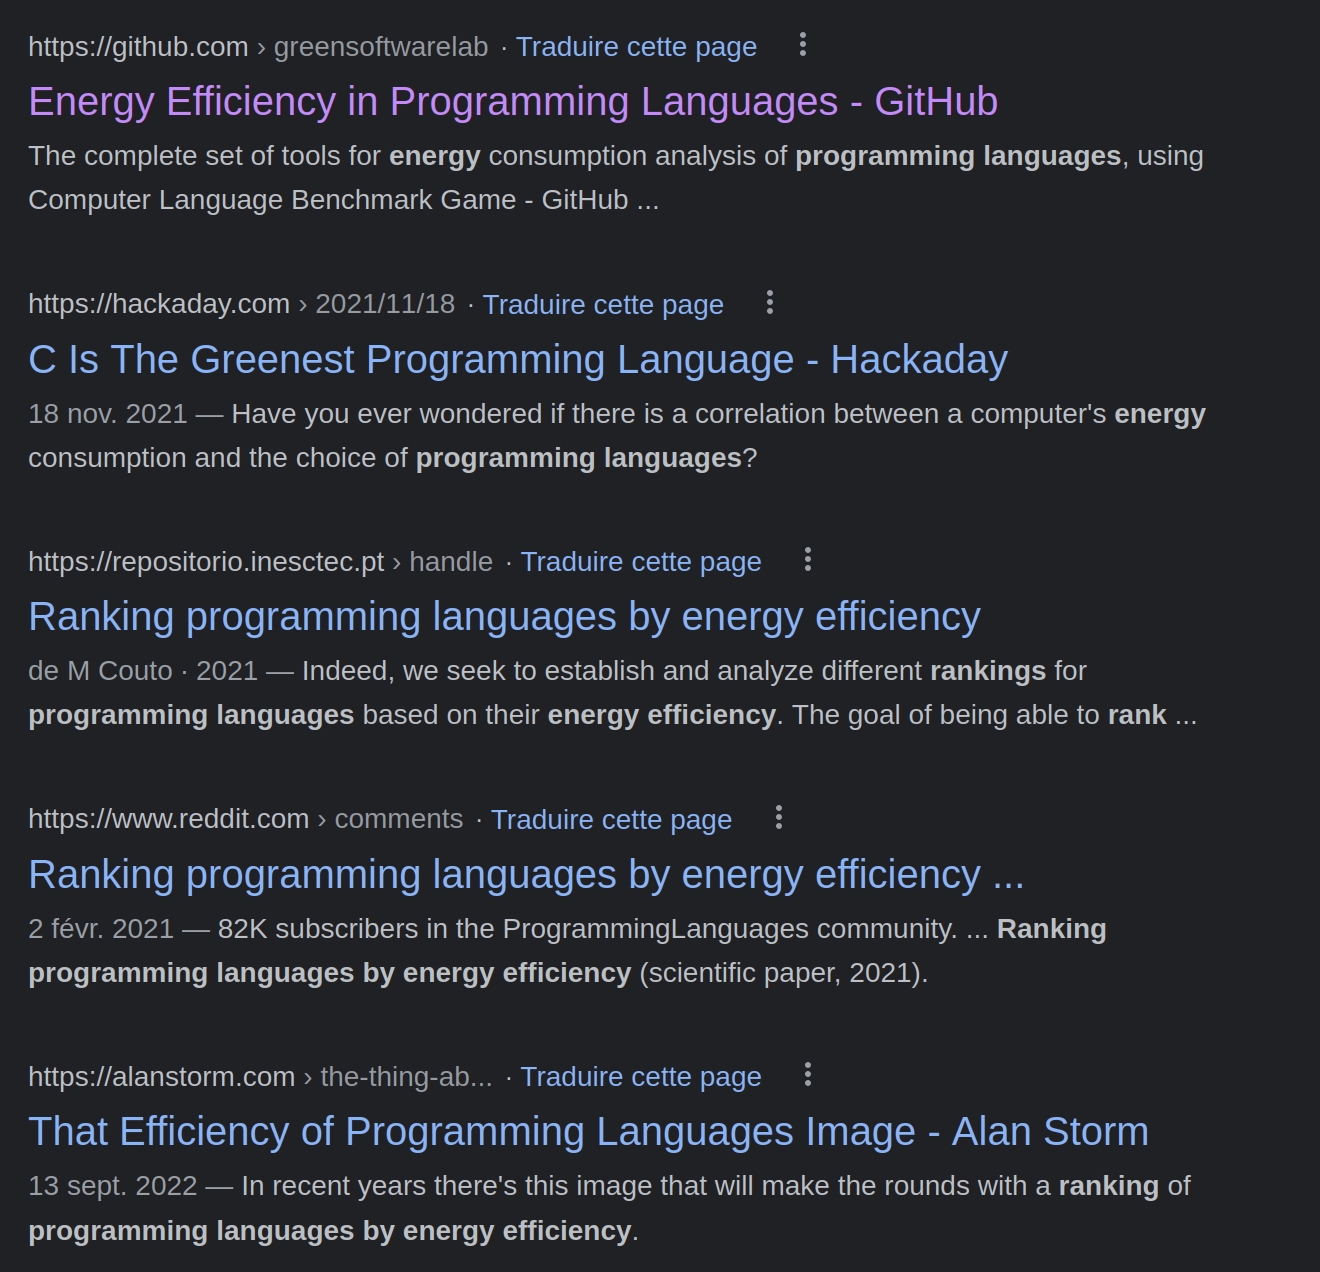 https://github.com › greensoftwarelab · Traduire cette page
Energy Efficiency in Programming Languages - GitHub
The complete set of tools for energy consumption analysis of programming languages, using
Computer Language Benchmark Game - GitHub ...
https://hackaday.com › 2021/11/18 · Traduire cette page
C Is The Greenest Programming Language - Hackaday
18 nov. 2021 — Have you ever wondered if there is a correlation between a computer's energy
consumption and the choice of programming languages?
https://repositorio.inesctec.pt › handle · Traduire cette page
Ranking programming languages by energy efficiency
de M Couto · 2021 — Indeed, we seek to establish and analyze different rankings for
programming languages based on their energy efficiency. The goal of being able to rank ...
https://www.reddit.com › comments · Traduire cette page
Ranking programming languages by energy efficiency ...
2 févr. 2021 — 82K subscribers in the ProgrammingLanguages community. ... Ranking
programming languages by energy efficiency (scientific paper, 2021).
https://alanstorm.com › the-thing-ab... · Traduire cette page
That Efficiency of Programming Languages Image - Alan Storm
13 sept. 2022 — In recent years there's this image that will make the rounds with a ranking of
programming languages by energy efficiency.